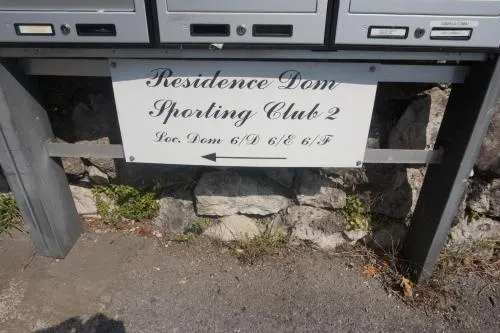 Residence Dom
Sporting Club 2
Loc. Dom 6/D 6/E 6/F